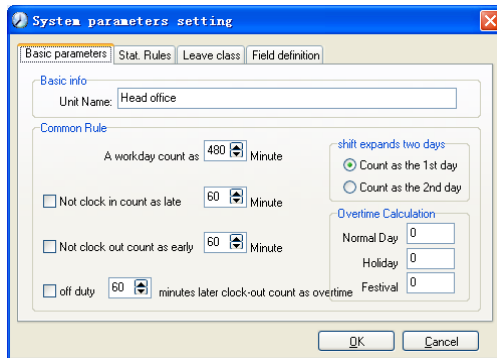 System parameters setting
Basic parameters Stat. Rules Leave class Field definition
Basic info
Unit Name: Head office
Common Rule
A workday count as 480 Minute
Not clock in count as late 60 Minute
Not clock out count as early 60 Minute
off duty 60 minutes later clock-out count as overtime
shift expands two days
Count as the 1st day
Count as the 2nd day
Overtime Calculation
Normal Day 0
Holiday 0
Festival 0
OK Cancel